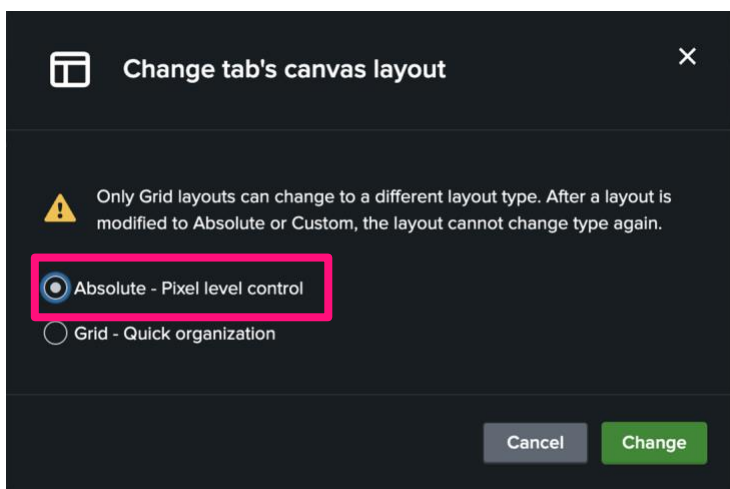 Change tab's canvas layout
Only Grid layouts can change to a different layout type. After a layout is
modified to Absolute or Custom, the layout cannot change type again.
Absolute - Pixel level control
Grid - Quick organization
Cancel
Change